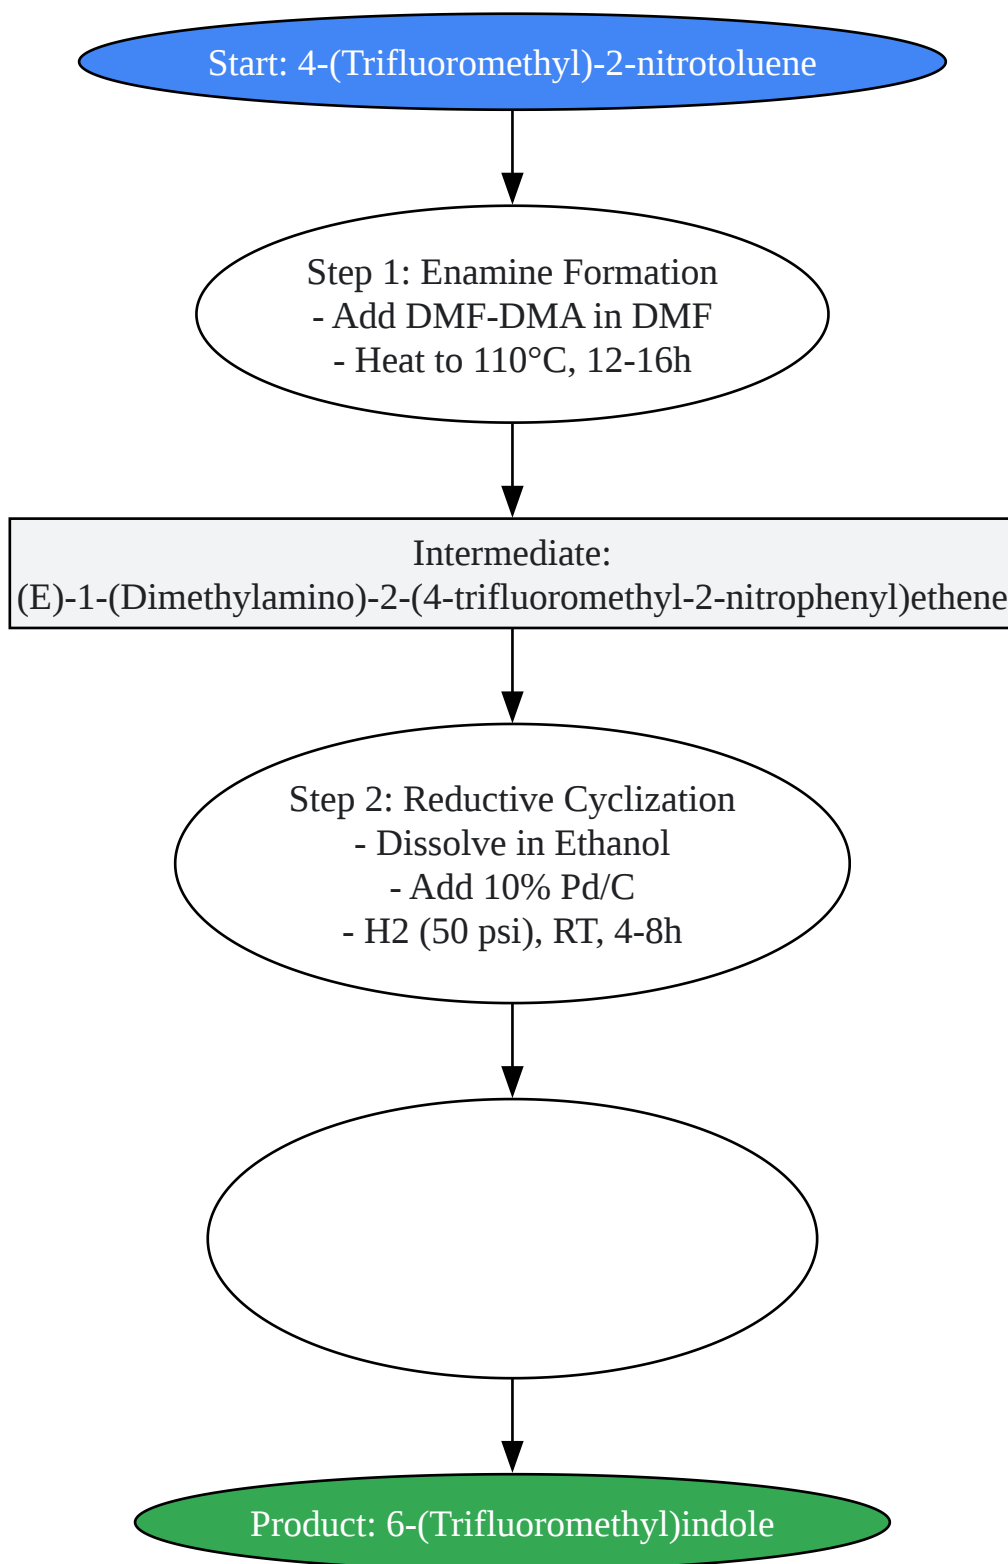 Start: 4-(Trifluoromethyl)-2-nitrotoluene
Step 1: Enamine Formation
- Add DMF-DMA in DMF
- Heat to 110°C, 12-16h
Intermediate:
(E)-1-(Dimethylamino)-2-(4-trifluoromethyl-2-nitrophenyl)ethene
Step 2: Reductive Cyclization
- Dissolve in Ethanol
- Add 10% Pd/C
- H2 (50 psi), RT, 4-8h
Product: 6-(Trifluoromethyl)indole